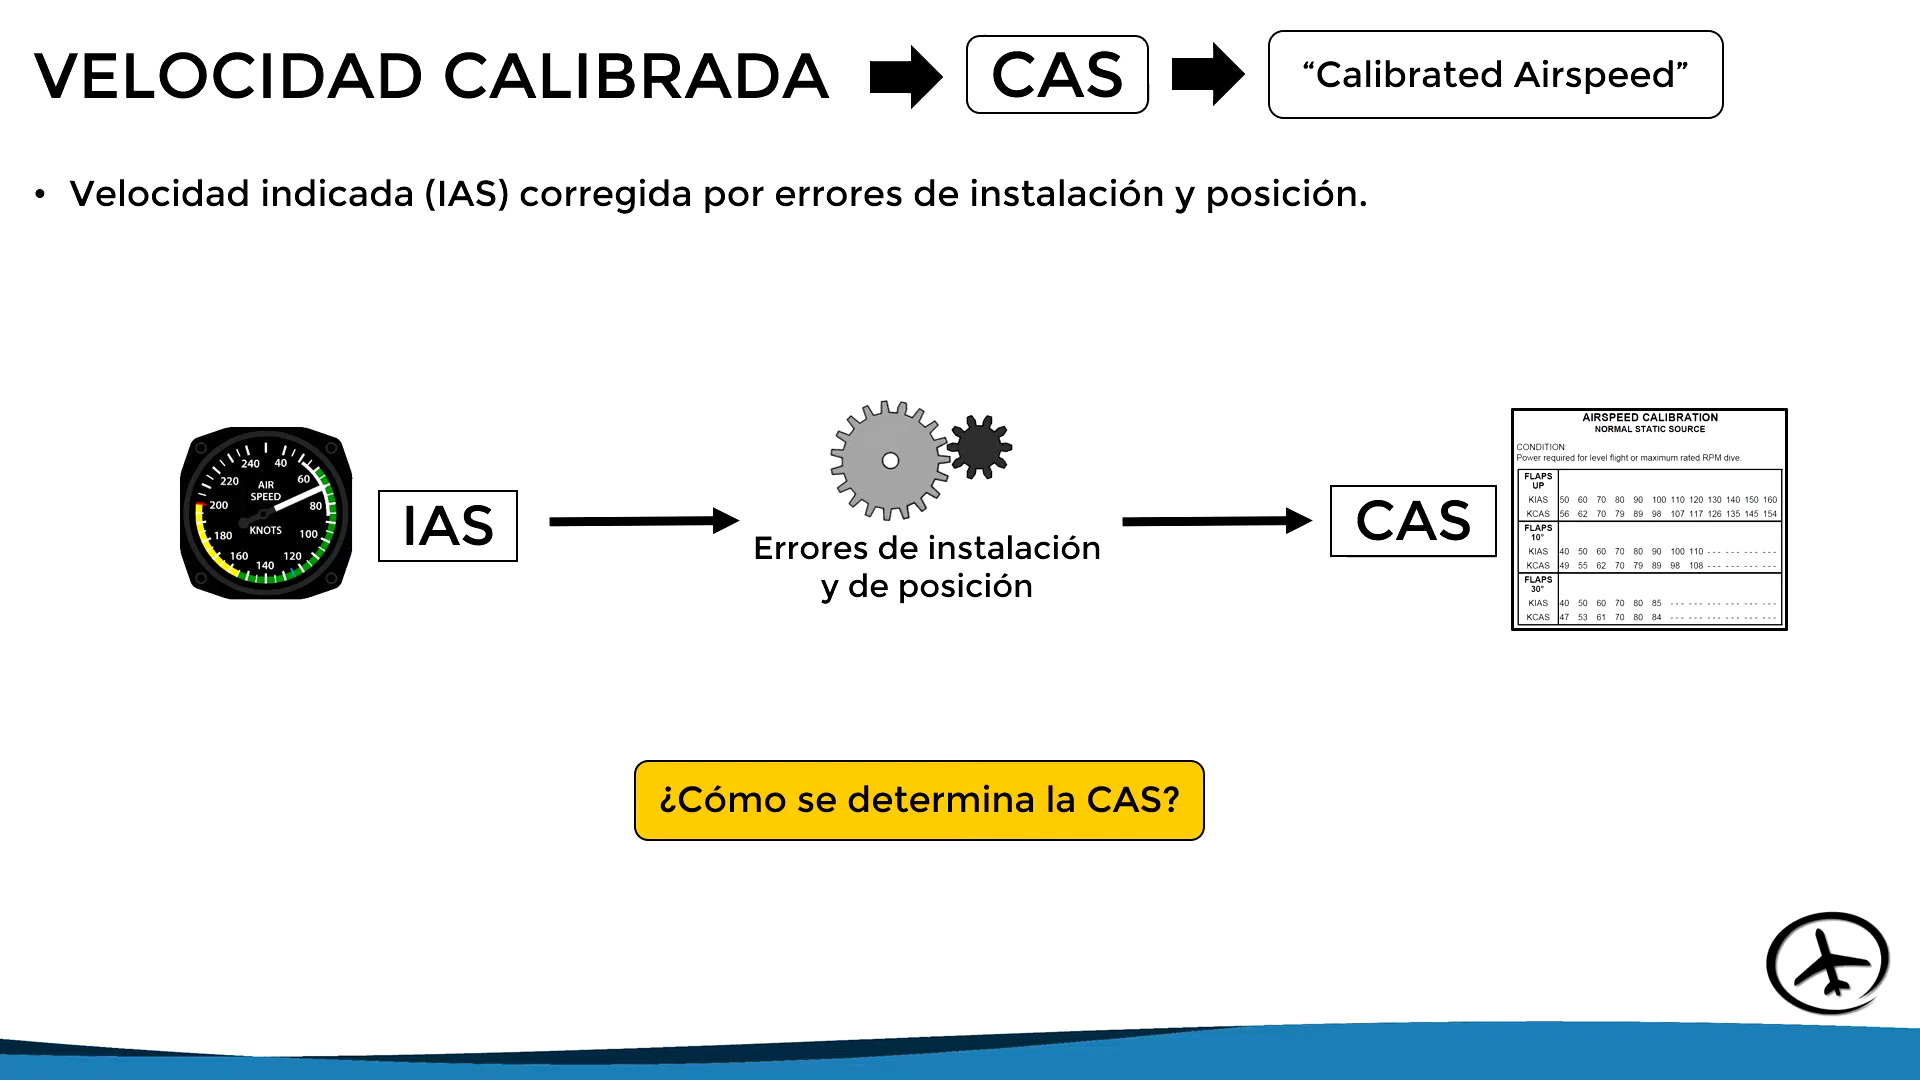 VELOCIDAD CALIBRADA
CAS
“Calibrated Airspeed”
• Velocidad indicada (IAS) corregida por errores de instalación y posición.
240 40
220 60
AIR
SPEED
200 80
KNOTS
180 100
160 120
140
IAS
Errores de instalación
y de posición
CAS
AIRSPEED CALIBRATION
NORMAL STATIC SOURCE
CONDITION:
Power required for level flight or maximum rated RPM dive.
FLAPS
UP
KIAS 50 60 70 80 90 100 110 120 130 140 150 160
KCAS 56 62 70 79 89 98 107 117 126 135 145 154
FLAPS
10°
KIAS 40 50 60 70 80 90 100 110 - - - - - - - - - - - -
KCAS 49 55 62 70 79 89 98 108 - - - - - - - - - - - -
FLAPS
30°
KIAS 40 50 60 70 80 85 - - - - - - - - - - - - - - - - - -
KCAS 47 53 61 70 80 84 - - - - - - - - - - - - - - - - - -
¿Cómo se determina la CAS?